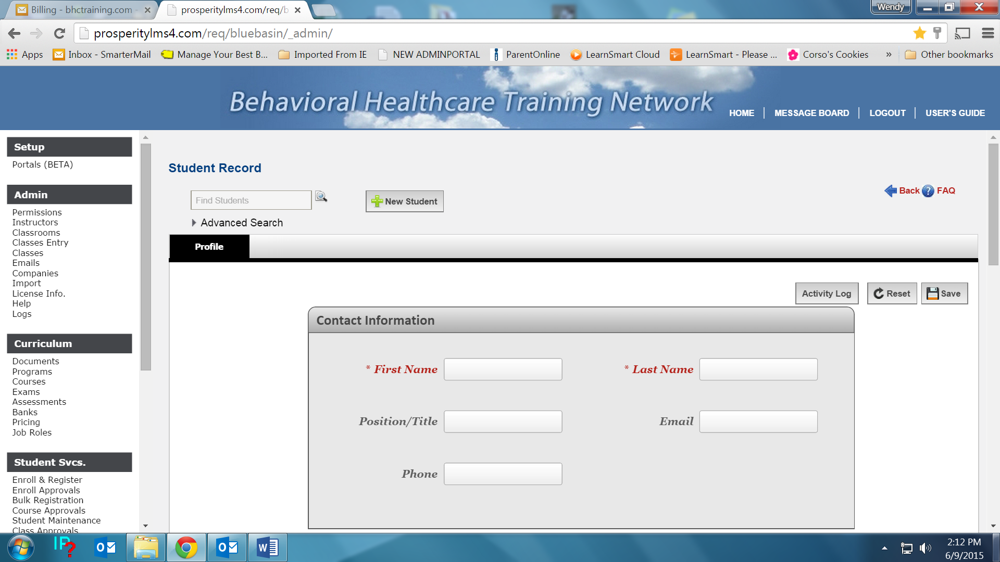 Wendy
Billing - bhctraining.com -
prosperitylms4.com/req/b
prosperitylms4.com/req/bluebasin/_admin/
Apps
Inbox - SmarterMail
Manage Your Best B...
Imported From IE
NEW ADMINPORTAL
ParentOnline
LearnSmart Cloud
LearnSmart - Please ...
Corso's Cookies
»
Other bookmarks
Behavioral Healthcare Training Network
HOME | MESSAGE BOARD | LOGOUT | USER'S GUIDE
Setup
Portals (BETA)
Admin
Permissions
Instructors
Classrooms
Classes Entry
Classes
Emails
Companies
Import
License Info.
Help
Logs
Curriculum
Documents
Programs
Courses
Exams
Assessments
Banks
Pricing
Job Roles
Student Svcs.
Enroll & Register
Enroll Approvals
Bulk Registration
Course Approvals
Student Maintenance
Class Approvals
Student Record
Find Students
New Student
Back
FAQ
Advanced Search
Profile
Activity Log
Reset
Save
Contact Information
* First Name
* Last Name
Position/Title
Email
Phone
IP?
2:12 PM
6/9/2015